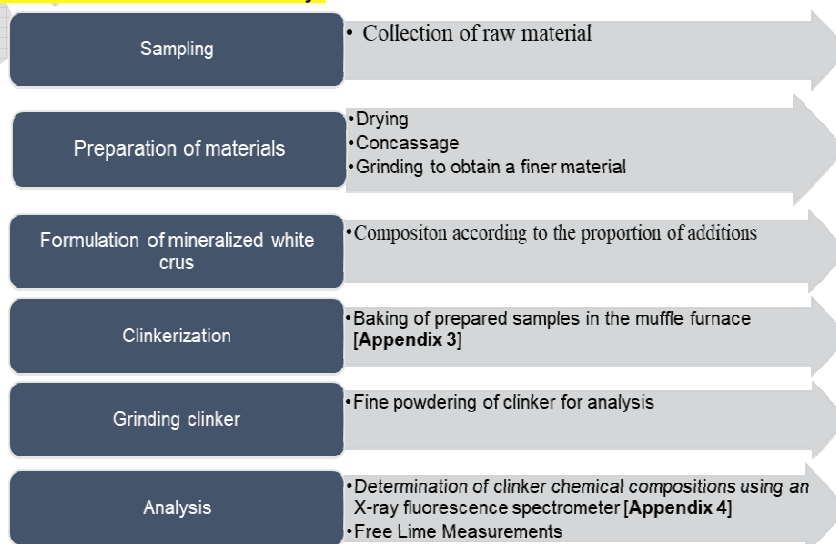 Sampling
• Collection of raw material
Preparation of materials
•Drying
•Concassage
•Grinding to obtain a finer material
Formulation of mineralized white
crus
•Compositon according to the proportion of additions
Clinkerization
•Baking of prepared samples in the muffle furnace
[Appendix 3]
Grinding clinker
•Fine powdering of clinker for analysis
Analysis
•Determination of clinker chemical compositions using an
X-ray fluorescence spectrometer [Appendix 4]
•Free Lime Measurements